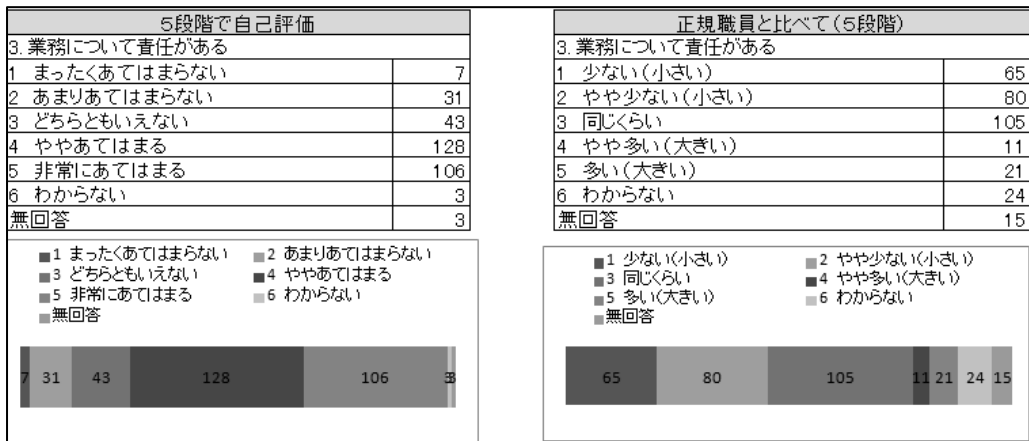 5段階で自己評価
3.業務について責任がある
1 まったくあてはまらない 7
2 あまりあてはまらない 31
3 どちらともいえない 43
4 ややあてはまる 128
5 非常にあてはまる 106
6 わからない 3
無回答 3
■1 まったくあてはまらない ■2 あまりあてはまらない
■3 どちらともいえない ■4 ややあてはまる
■5 非常にあてはまる ■6 わからない
■無回答
7 31 43 128 106 3 3
正規職員と比べて(5段階)
3.業務について責任がある
1 少ない(小さい) 65
2 やや少ない(小さい) 80
3 同じくらい 105
4 やや多い(大きい) 11
5 多い(大きい) 21
6 わからない 24
無回答 15
■1 少ない(小さい) ■2 やや少ない(小さい)
■3 同じくらい ■4 やや多い(大きい)
■5 多い(大きい) ■6 わからない
■無回答
65 80 105 11 21 24 15